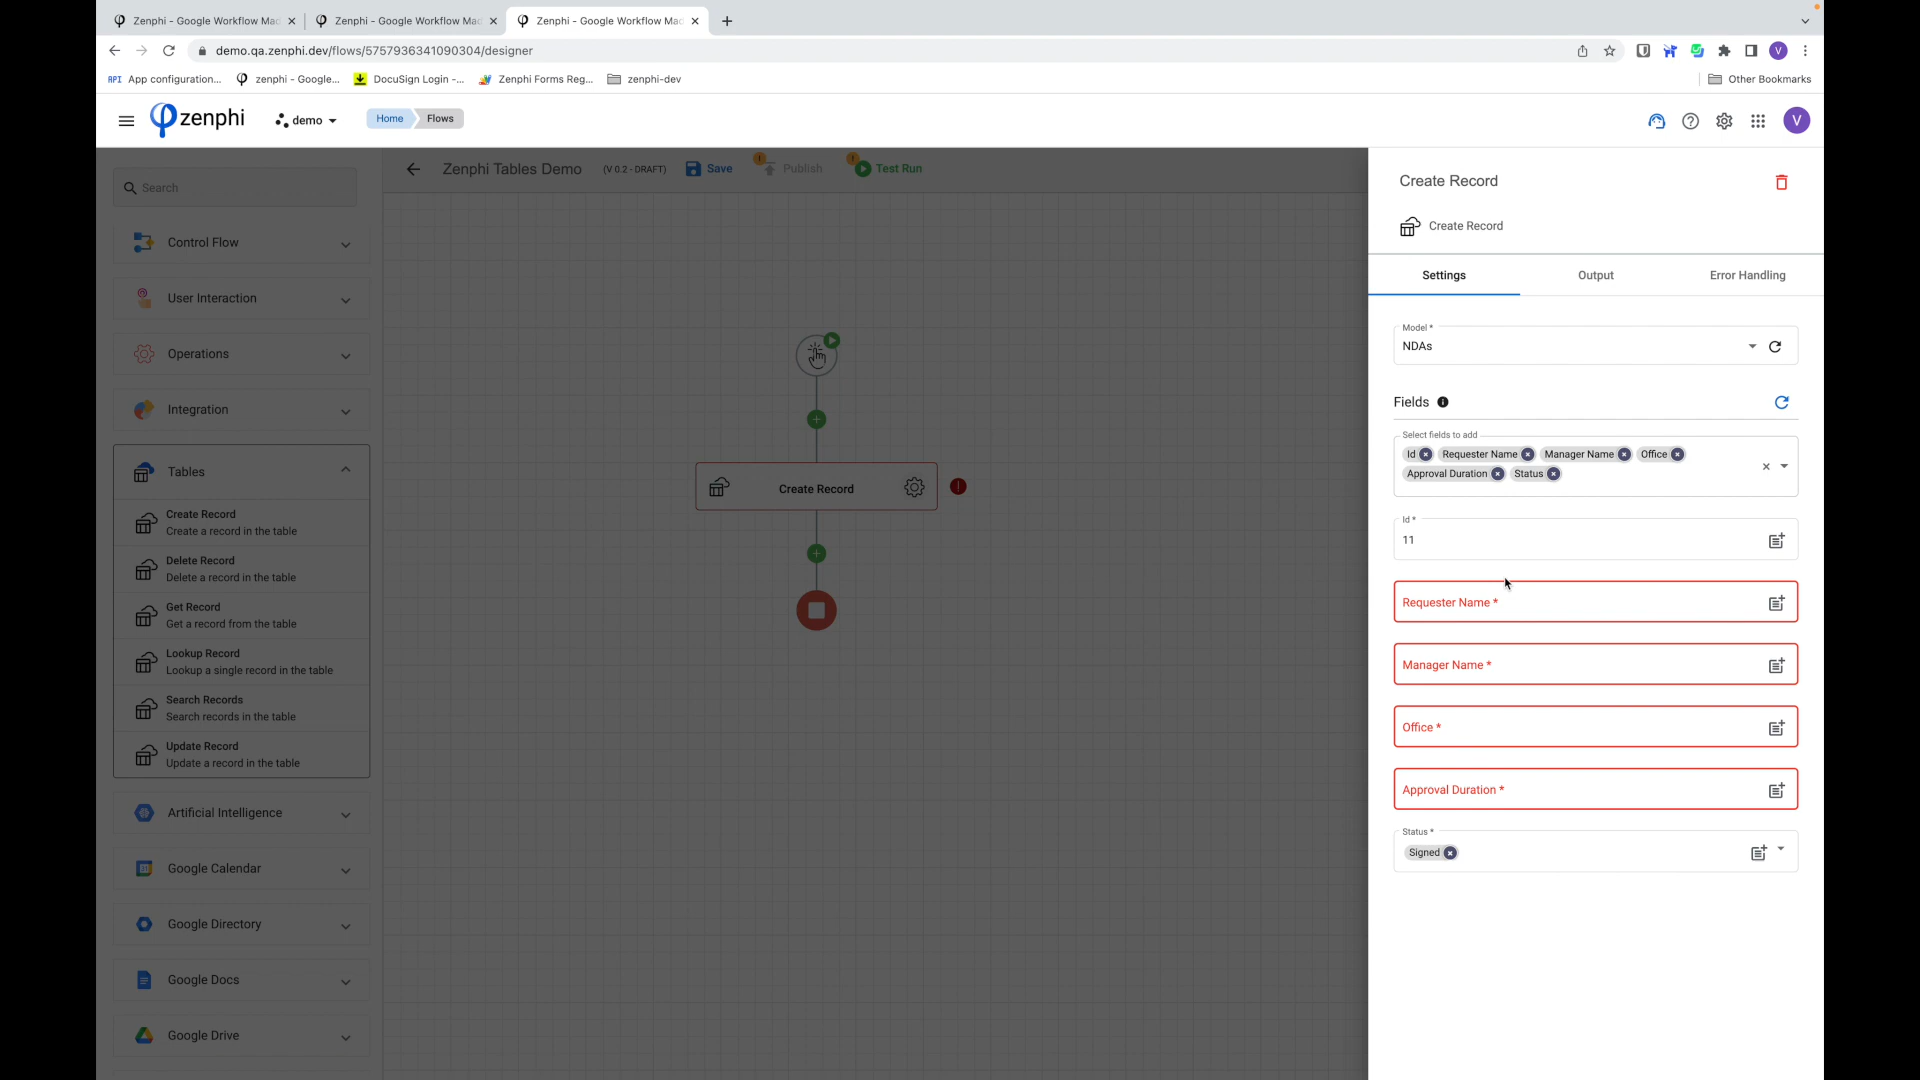 Zenphi - Google Workflow Mad
Zenphi - Google Workflow Mad
Zenphi - Google Workflow Mad
demo.qa.zenphi.dev/flows/5757936341090304/designer
V
API App configuration...
zenphi - Google...
DocuSign Login -...
Zenphi Forms Reg...
zenphi-dev
Other Bookmarks
zenphi
demo
Home
Flows
V
Search
Zenphi Tables Demo
(V 0.2 - DRAFT)
Save
Publish
Test Run
Control Flow
User Interaction
Operations
Integration
Tables
Create Record
Create a record in the table
Delete Record
Delete a record in the table
Get Record
Get a record from the table
Lookup Record
Lookup a single record in the table
Search Records
Search records in the table
Update Record
Update a record in the table
Artificial Intelligence
Google Calendar
Google Directory
Google Docs
Google Drive
Create Record
Create Record
Create Record
Settings
Output
Error Handling
Model *
NDAs
Fields
Select fields to add
Id Requester Name Manager Name Office
Approval Duration Status
Id *
11
Requester Name *
Manager Name *
Office *
Approval Duration *
Status *
Signed